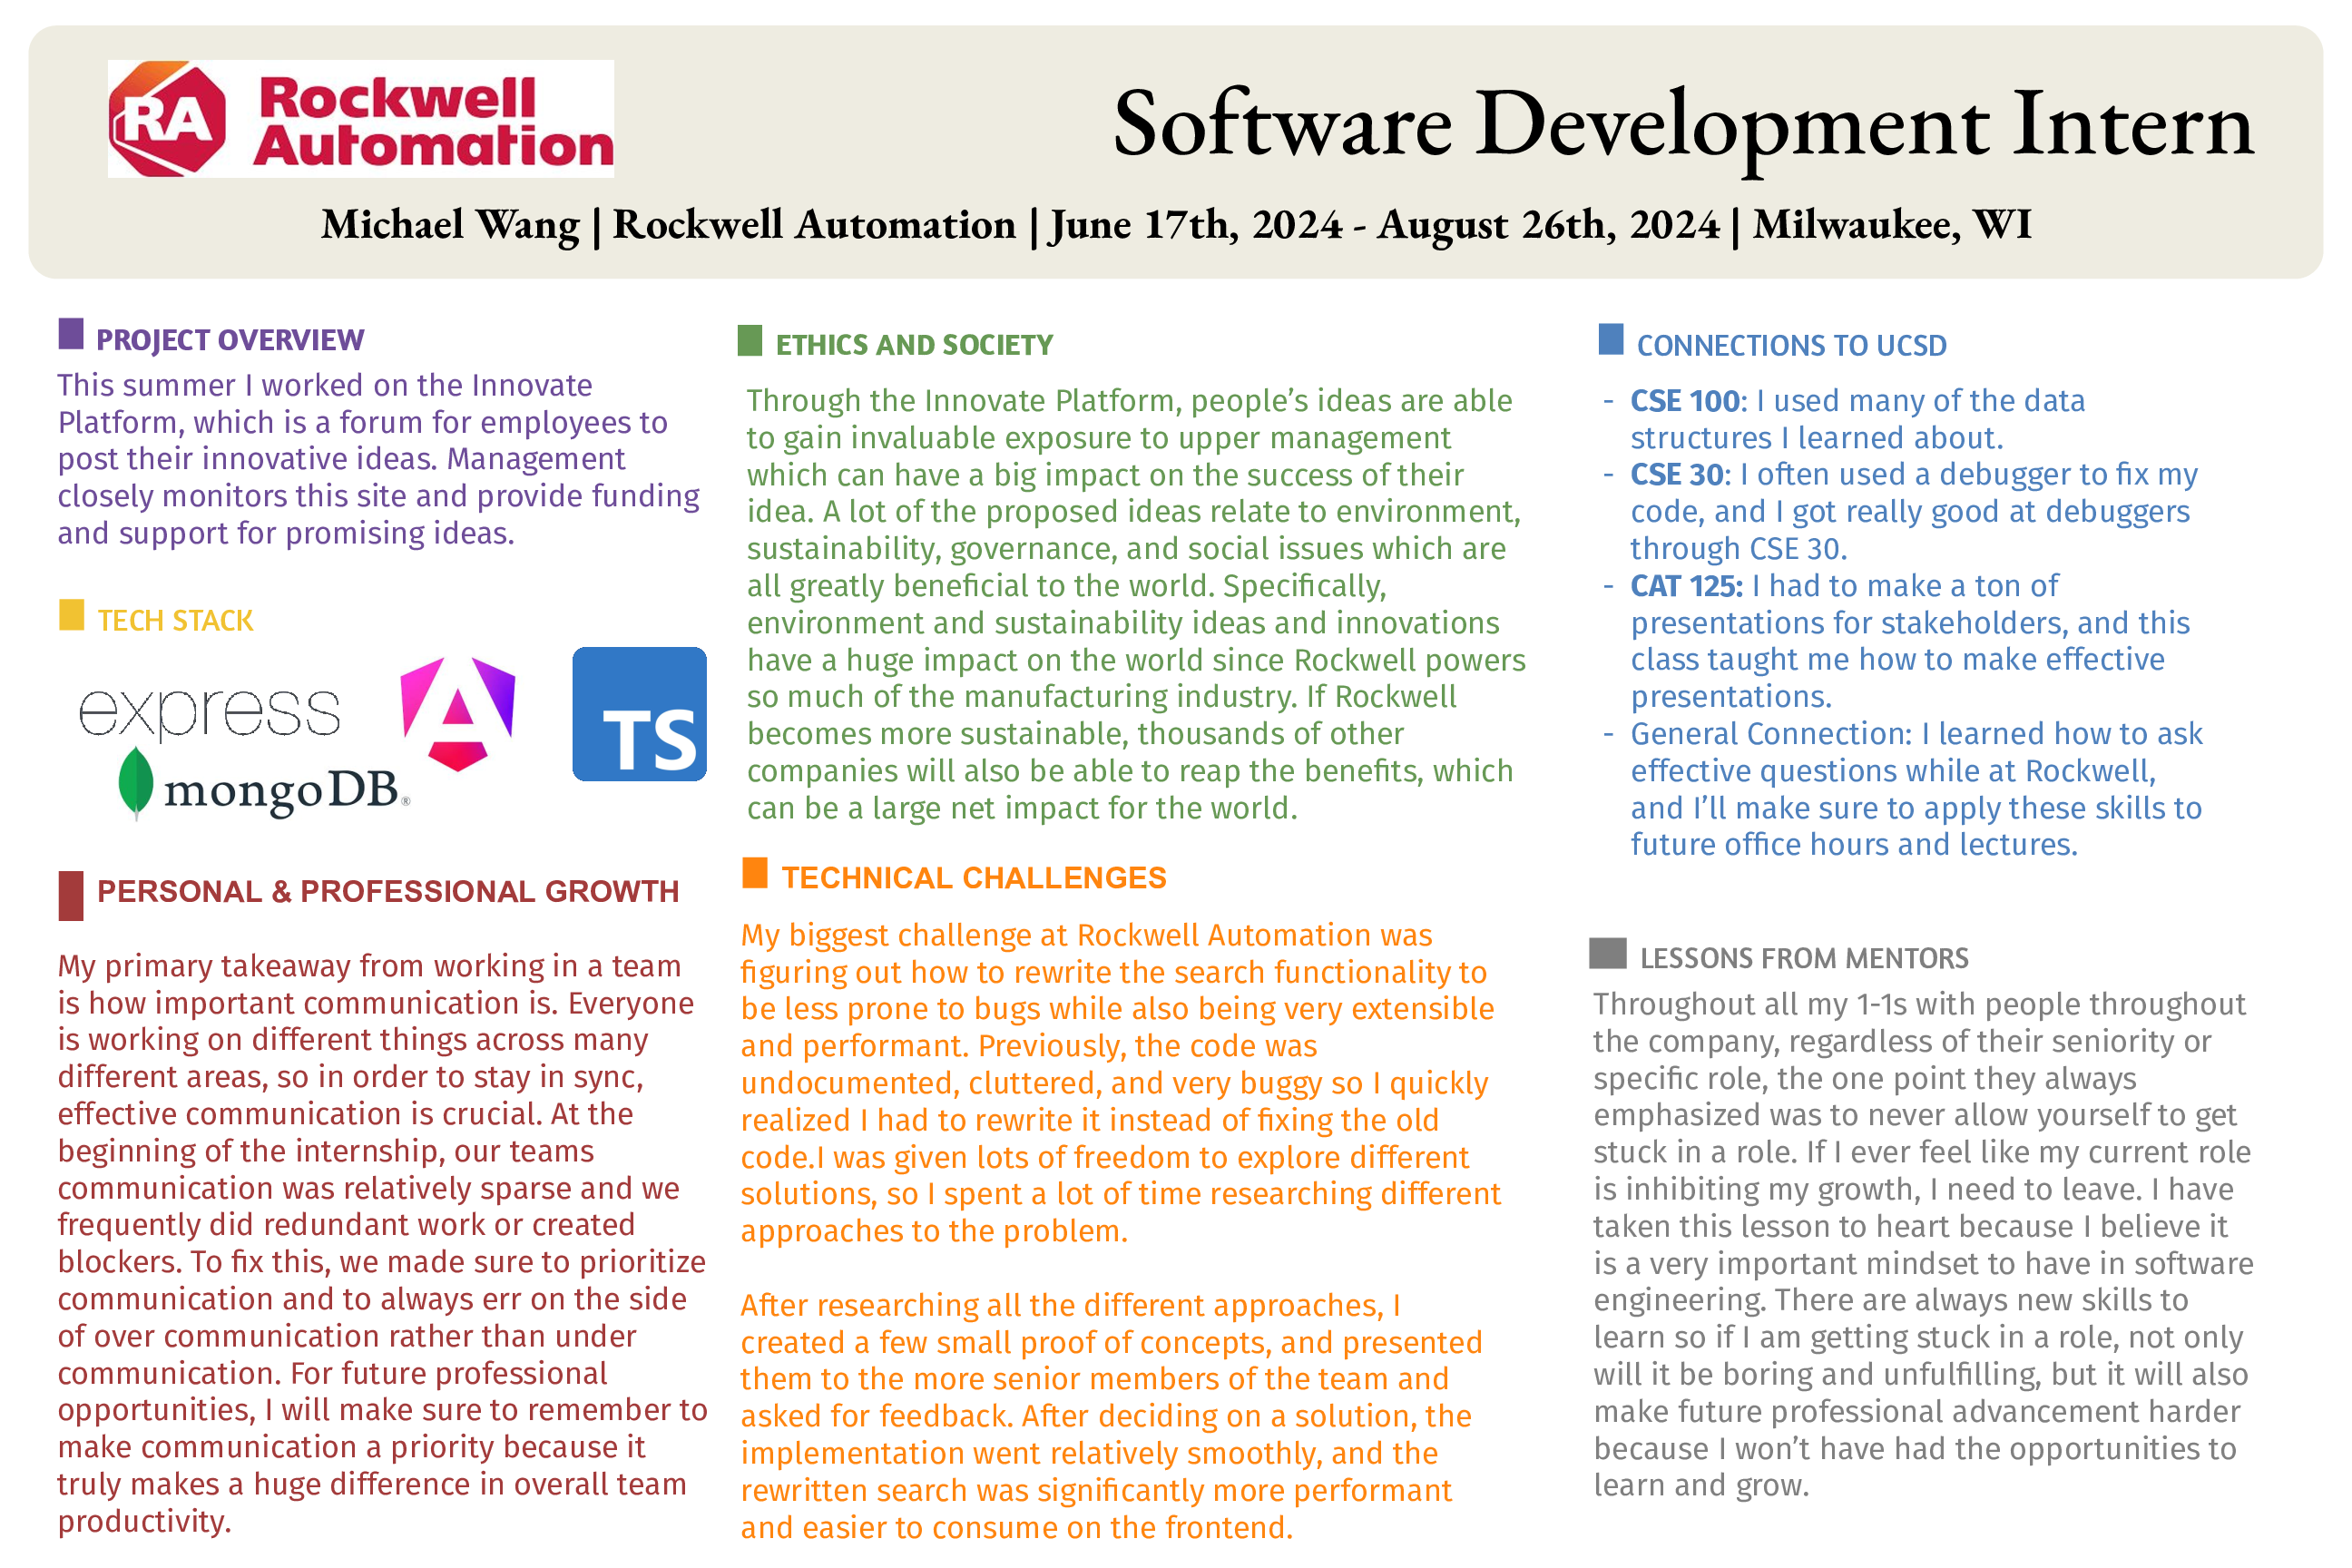 RA Rockwell
Automation
Software Development Intern
Michael Wang | Rockwell Automation | June 17th, 2024 - August 26th, 2024 | Milwaukee, WI
PROJECT OVERVIEW
This summer I worked on the Innovate
Platform, which is a forum for employees to
post their innovative ideas. Management
closely monitors this site and provide funding
and support for promising ideas.
TECH STACK
express
mongoDB®
TS
PERSONAL & PROFESSIONAL GROWTH
My primary takeaway from working in a team
is how important communication is. Everyone
is working on different things across many
different areas, so in order to stay in sync,
effective communication is crucial. At the
beginning of the internship, our teams
communication was relatively sparse and we
frequently did redundant work or created
blockers. To fix this, we made sure to prioritize
communication and to always err on the side
of over communication rather than under
communication. For future professional
opportunities, I will make sure to remember to
make communication a priority because it
truly makes a huge difference in overall team
productivity.
ETHICS AND SOCIETY
Through the Innovate Platform, people’s ideas are able
to gain invaluable exposure to upper management
which can have a big impact on the success of their
idea. A lot of the proposed ideas relate to environment,
sustainability, governance, and social issues which are
all greatly beneficial to the world. Specifically,
environment and sustainability ideas and innovations
have a huge impact on the world since Rockwell powers
so much of the manufacturing industry. If Rockwell
becomes more sustainable, thousands of other
companies will also be able to reap the benefits, which
can be a large net impact for the world.
TECHNICAL CHALLENGES
My biggest challenge at Rockwell Automation was
figuring out how to rewrite the search functionality to
be less prone to bugs while also being very extensible
and performant. Previously, the code was
undocumented, cluttered, and very buggy so I quickly
realized I had to rewrite it instead of fixing the old
code.I was given lots of freedom to explore different
solutions, so I spent a lot of time researching different
approaches to the problem.
After researching all the different approaches, I
created a few small proof of concepts, and presented
them to the more senior members of the team and
asked for feedback. After deciding on a solution, the
implementation went relatively smoothly, and the
rewritten search was significantly more performant
and easier to consume on the frontend.
CONNECTIONS TO UCSD
- CSE 100: I used many of the data
structures I learned about.
- CSE 30: I often used a debugger to fix my
code, and I got really good at debuggers
through CSE 30.
- CAT 125: I had to make a ton of
presentations for stakeholders, and this
class taught me how to make effective
presentations.
- General Connection: I learned how to ask
effective questions while at Rockwell,
and I’ll make sure to apply these skills to
future office hours and lectures.
LESSONS FROM MENTORS
Throughout all my 1-1s with people throughout
the company, regardless of their seniority or
specific role, the one point they always
emphasized was to never allow yourself to get
stuck in a role. If I ever feel like my current role
is inhibiting my growth, I need to leave. I have
taken this lesson to heart because I believe it
is a very important mindset to have in software
engineering. There are always new skills to
learn so if I am getting stuck in a role, not only
will it be boring and unfulfilling, but it will also
make future professional advancement harder
because I won’t have had the opportunities to
learn and grow.